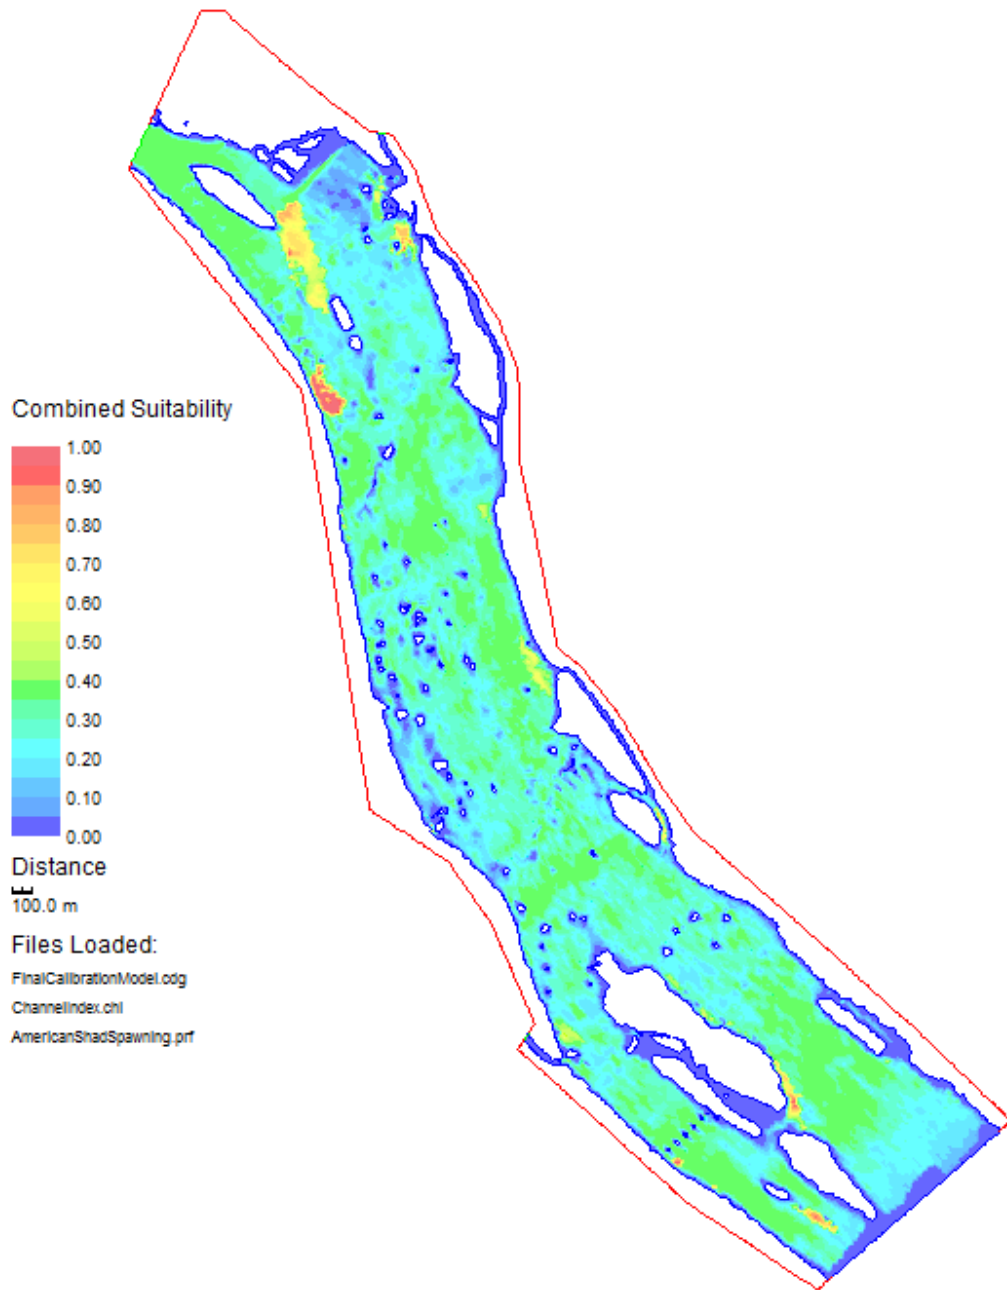 Combined Suitability
1.00
0.90
0.80
0.70
0.60
0.50
0.40
0.30
0.20
0.10
0.00
Distance
100.0 m
Files Loaded:
FinalCalibrationModel.cdg
ChannelIndex.chi
AmericanShadSpawning.prf